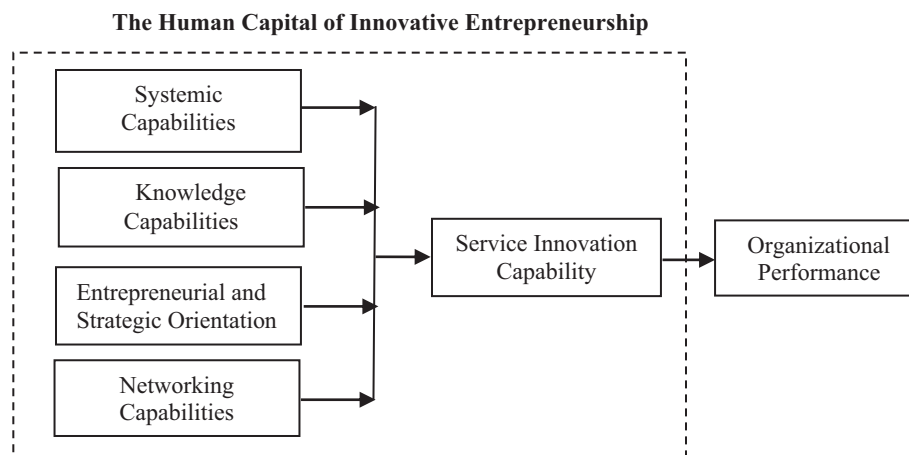 The Human Capital of Innovative Entrepreneurship
Systemic
Capabilities
Knowledge
Capabilities
Entrepreneurial and
Strategic Orientation
Networking
Capabilities
Service Innovation
Capability
Organizational
Performance